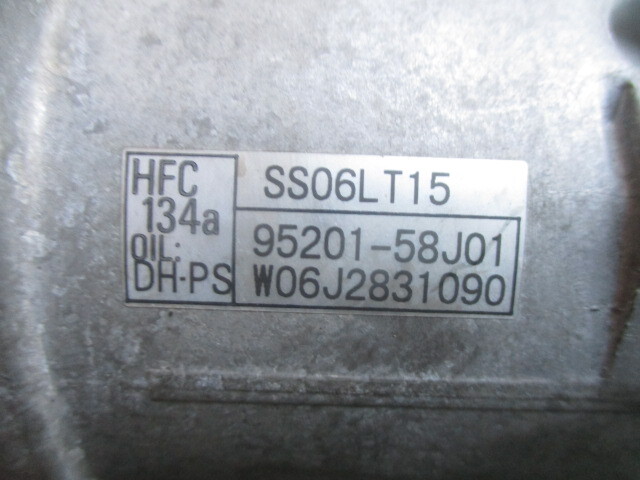 HFC
134a
OIL:
DH-PS
SS06LT15
95201-58J01
W06J2831090